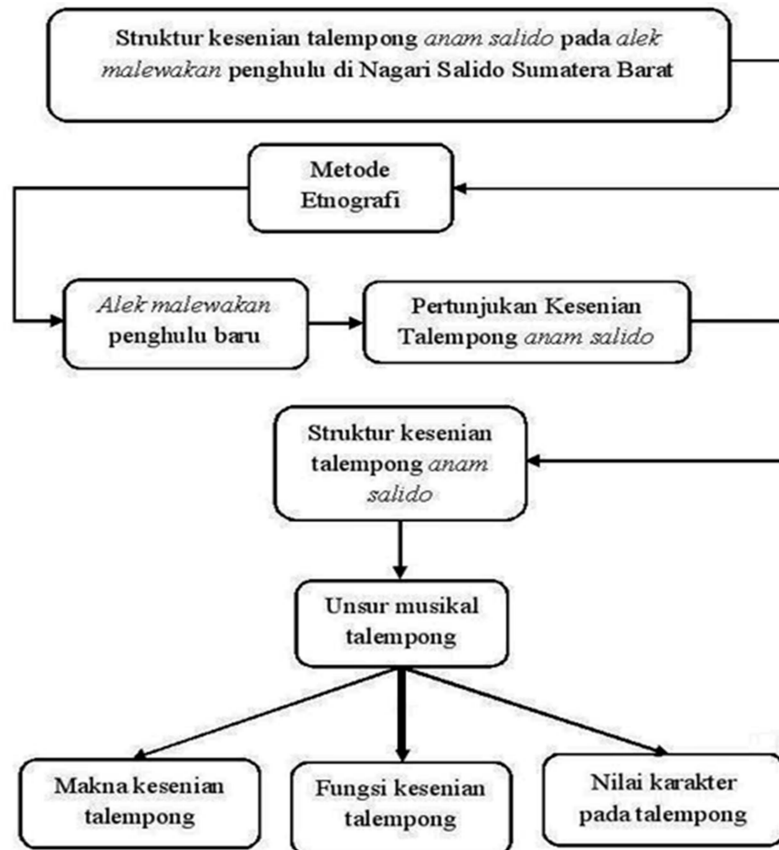 Struktur kesenian talempong anam salido pada alek
malewakan penghulu di Nagari Salido Sumatera Barat
Metode
Etnografi
Alek malewakan
penghulu baru
Pertunjukan Kesenian
Talempong anam salido
Struktur kesenian
talempong anam
salido
Unsur musikal
talempong
Makna kesenian
talempong
Fungsi kesenian
talempong
Nilai karakter
pada talempong